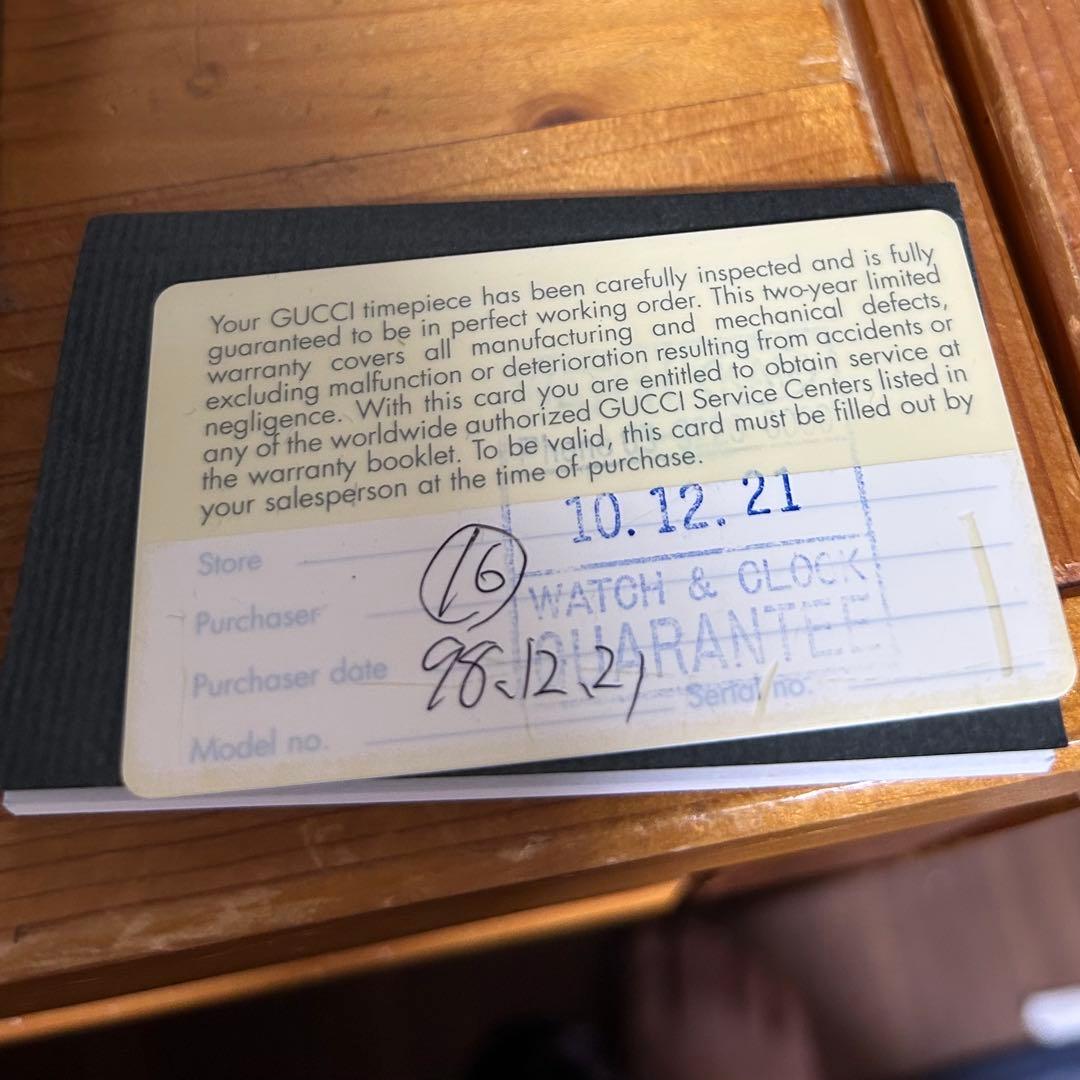 Your GUCCI timepiece has been carefully inspected and is fully
guaranteed to be in perfect working order. This two-year limited
warranty covers all manufacturing and mechanical defects,
excluding malfunction or deterioration resulting from accidents or
negligence. With this card you are entitled to obtain service at
any of the worldwide authorized GUCCI Service Centers listed in
the warranty booklet. To be valid, this card must be filled out by
your salesperson at the time of purchase.
10.12.21
Store
16
WATCH & CLOCK
Purchaser
GUARANTEE
Purchaser date
98.12.21
Serial no.
Model no.